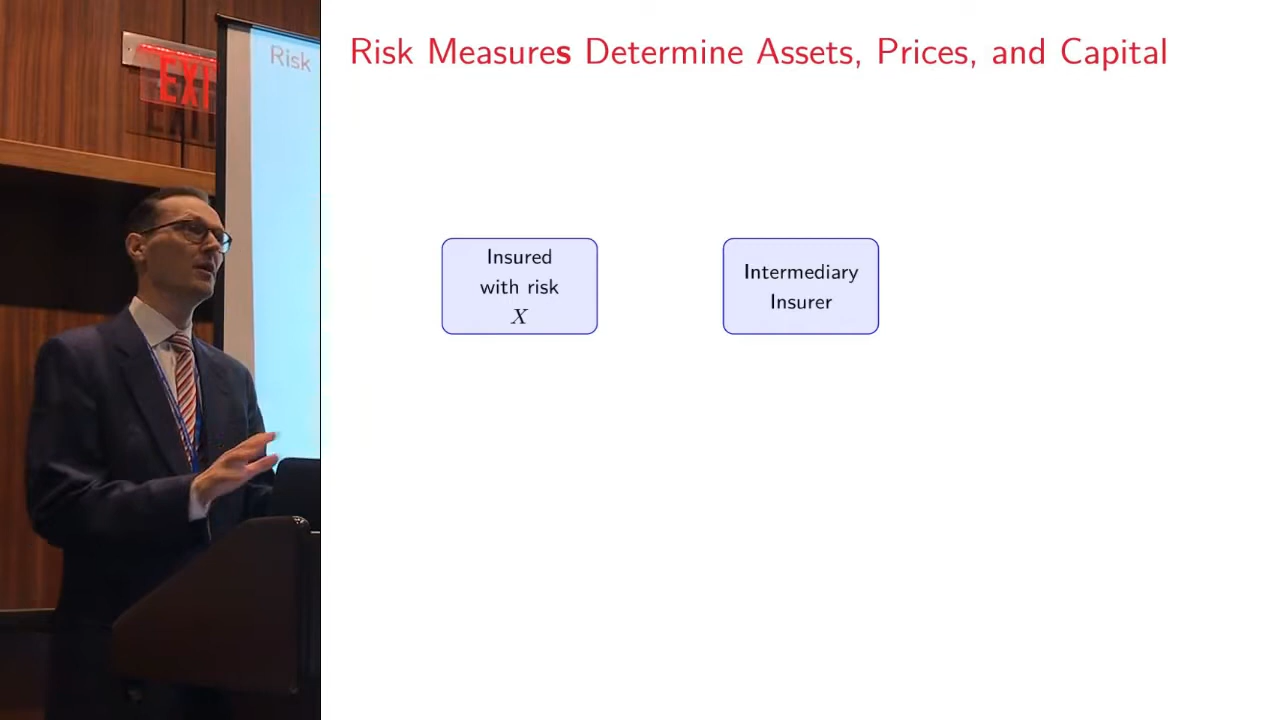 EXIT
Risk
Risk Measures Determine Assets, Prices, and Capital
Insured
with risk
X
Intermediary
Insurer